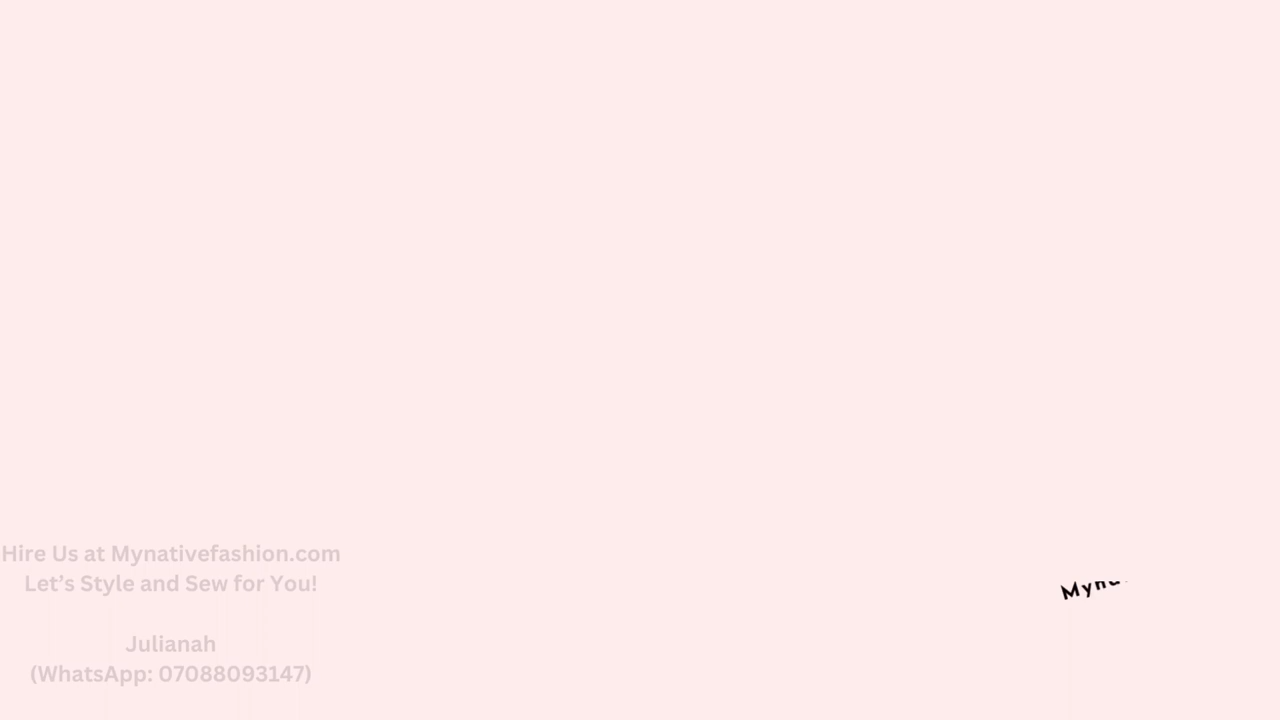 Hire Us at Mynativefashion.com
Let’s Style and Sew for You!
Julianah
(WhatsApp: 07088093147)